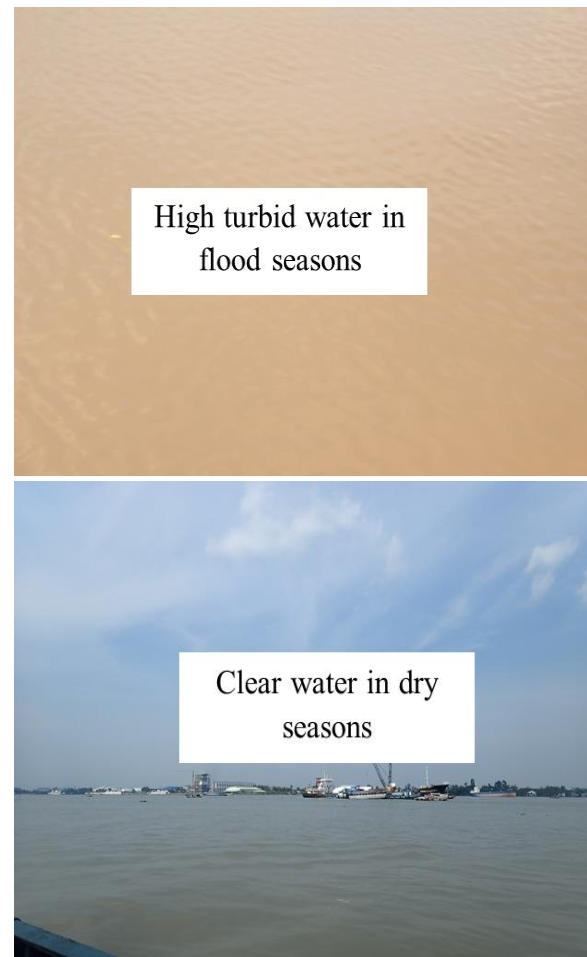 High turbid water in
flood seasons
Clear water in dry
seasons